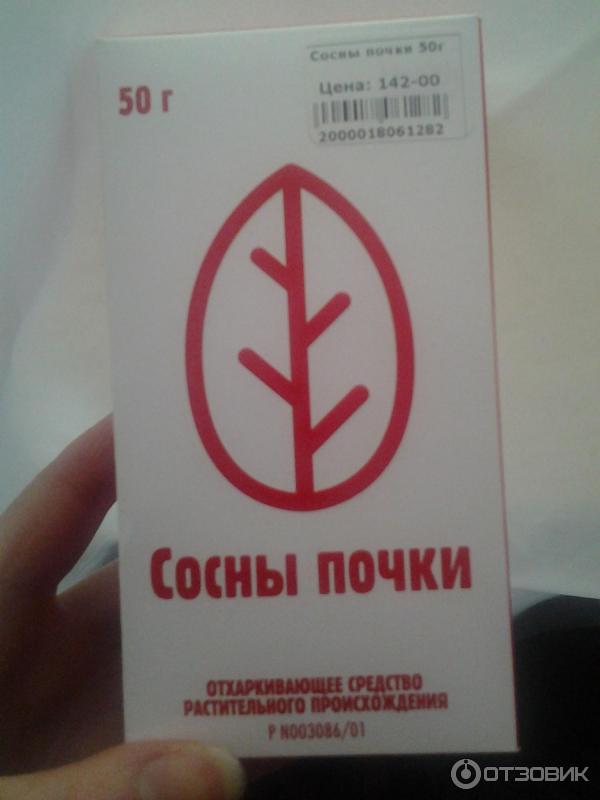 Сосны почки 50г
Цена: 142-00
2000018061282
50 г
Сосны почки
ОТХАРКИВАЮЩЕЕ СРЕДСТВО
РАСТИТЕЛЬНОГО ПРОИСХОЖДЕНИЯ
Р N003086/01
ОТЗОВИК